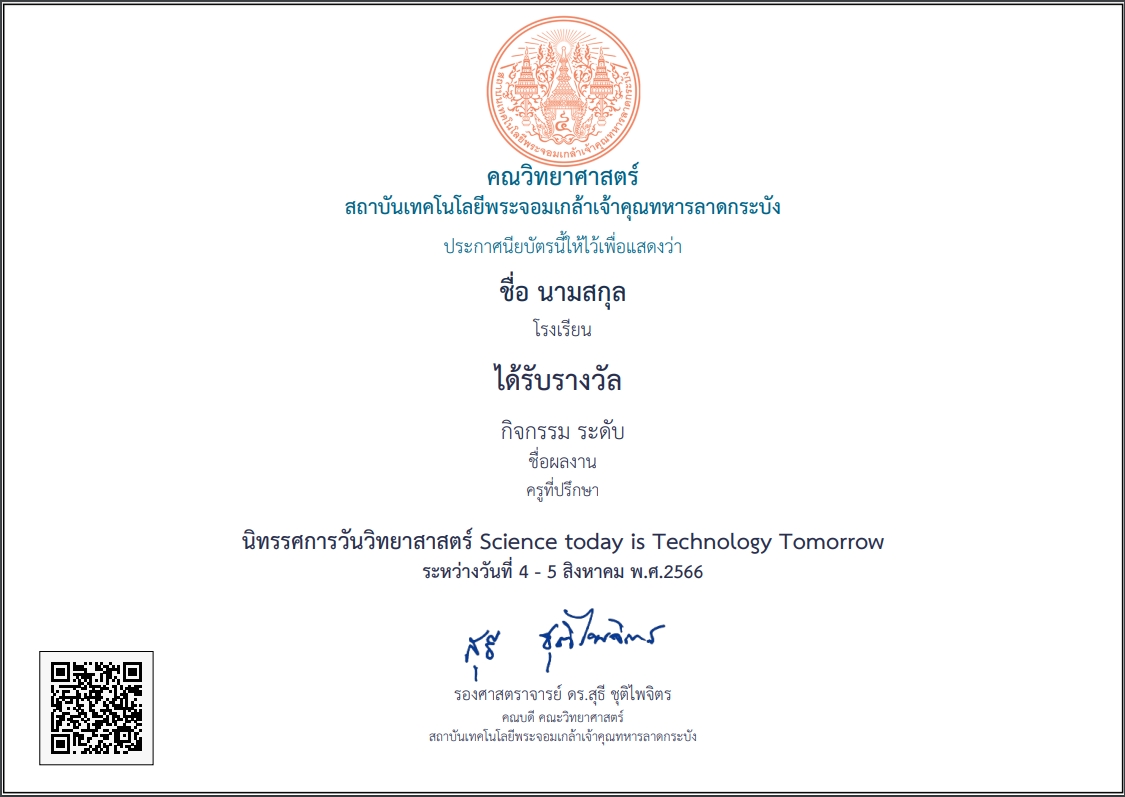 สถาบันเทคโนโลยีพระจอมเกล้าเจ้าคุณทหารลาดกระบัง
คณวิทยาศาสตร์
สถาบันเทคโนโลยีพระจอมเกล้าเจ้าคุณทหารลาดกระบัง
ประกาศนียบัตรนี้ให้ไว้เพื่อแสดงว่า
ชื่อ นามสกุล
โรงเรียน
ได้รับรางวัล
กิจกรรม ระดับ
ชื่อผลงาน
ครูที่ปรึกษา
นิทรรศการวันวิทยาสาสตร์ Science today is Technology Tomorrow
ระหว่างวันที่ 4 - 5 สิงหาคม พ.ศ.2566
สุธี ชุติไพจิตร
รองศาสตราจารย์ ดร.สุธี ชุติไพจิตร
คณบดี คณะวิทยาศาสตร์
สถาบันเทคโนโลยีพระจอมเกล้าเจ้าคุณทหารลาดกระบัง